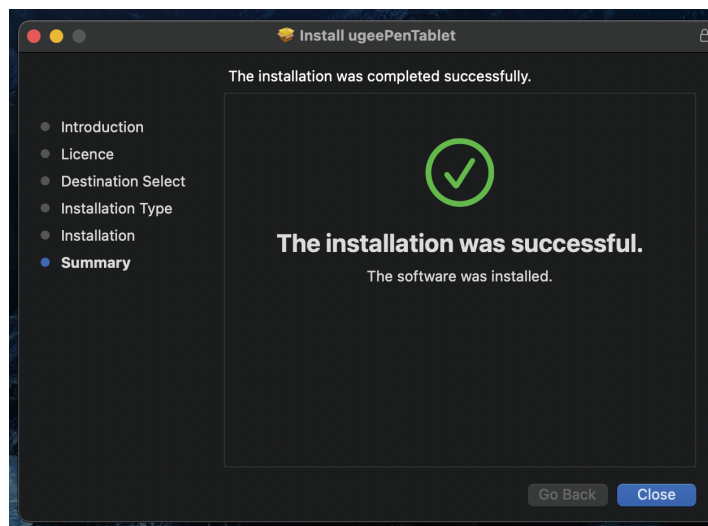 Install ugeePenTablet
The installation was completed successfully.
Introduction
Licence
Destination Select
Installation Type
Installation
Summary
The installation was successful.
The software was installed.
Go Back
Close